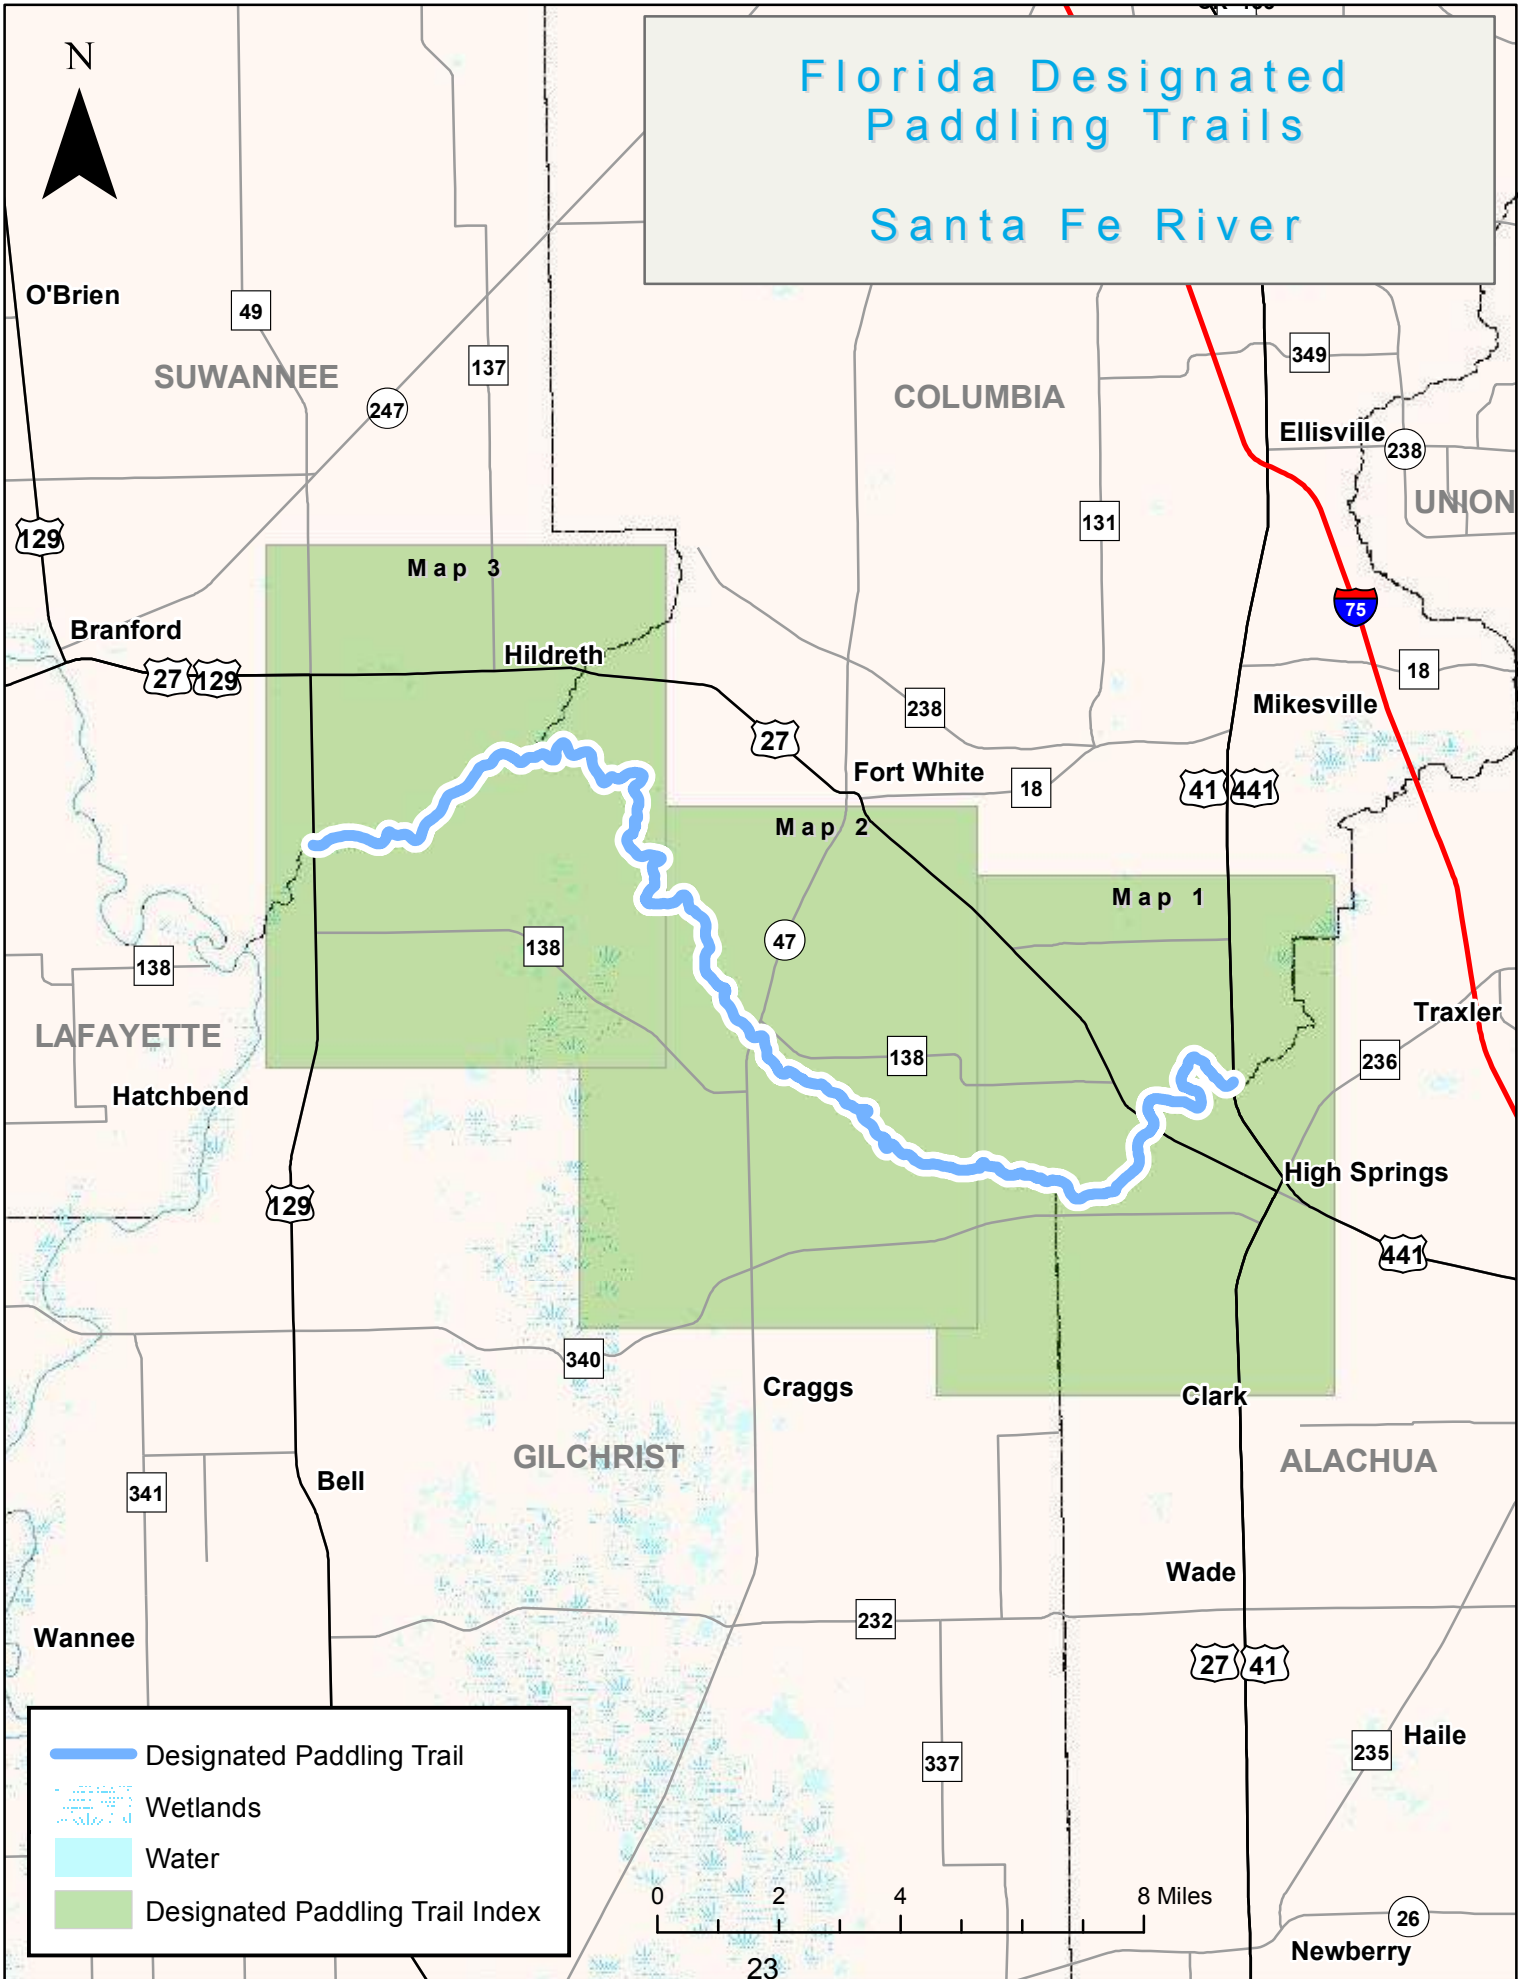 N
Florida Designated
Paddling Trails
Santa Fe River
O'Brien
49
SUWANNEE
137
247
COLUMBIA
349
Ellisville
238
UNION
131
129
Map 3
75
Branford
Hildreth
27 129
18
238
Mikesville
27
Fort White
18
41 441
Map 2
Map 1
138
138
47
LAFAYETTE
Traxler
138
236
Hatchbend
High Springs
129
441
340
Craggs
Clark
GILCHRIST
ALACHUA
Bell
341
Wade
232
Wannee
27 41
Haile
235
337
Designated Paddling Trail
Wetlands
Water
Designated Paddling Trail Index
0 2 4 8 Miles
26
Newberry
23